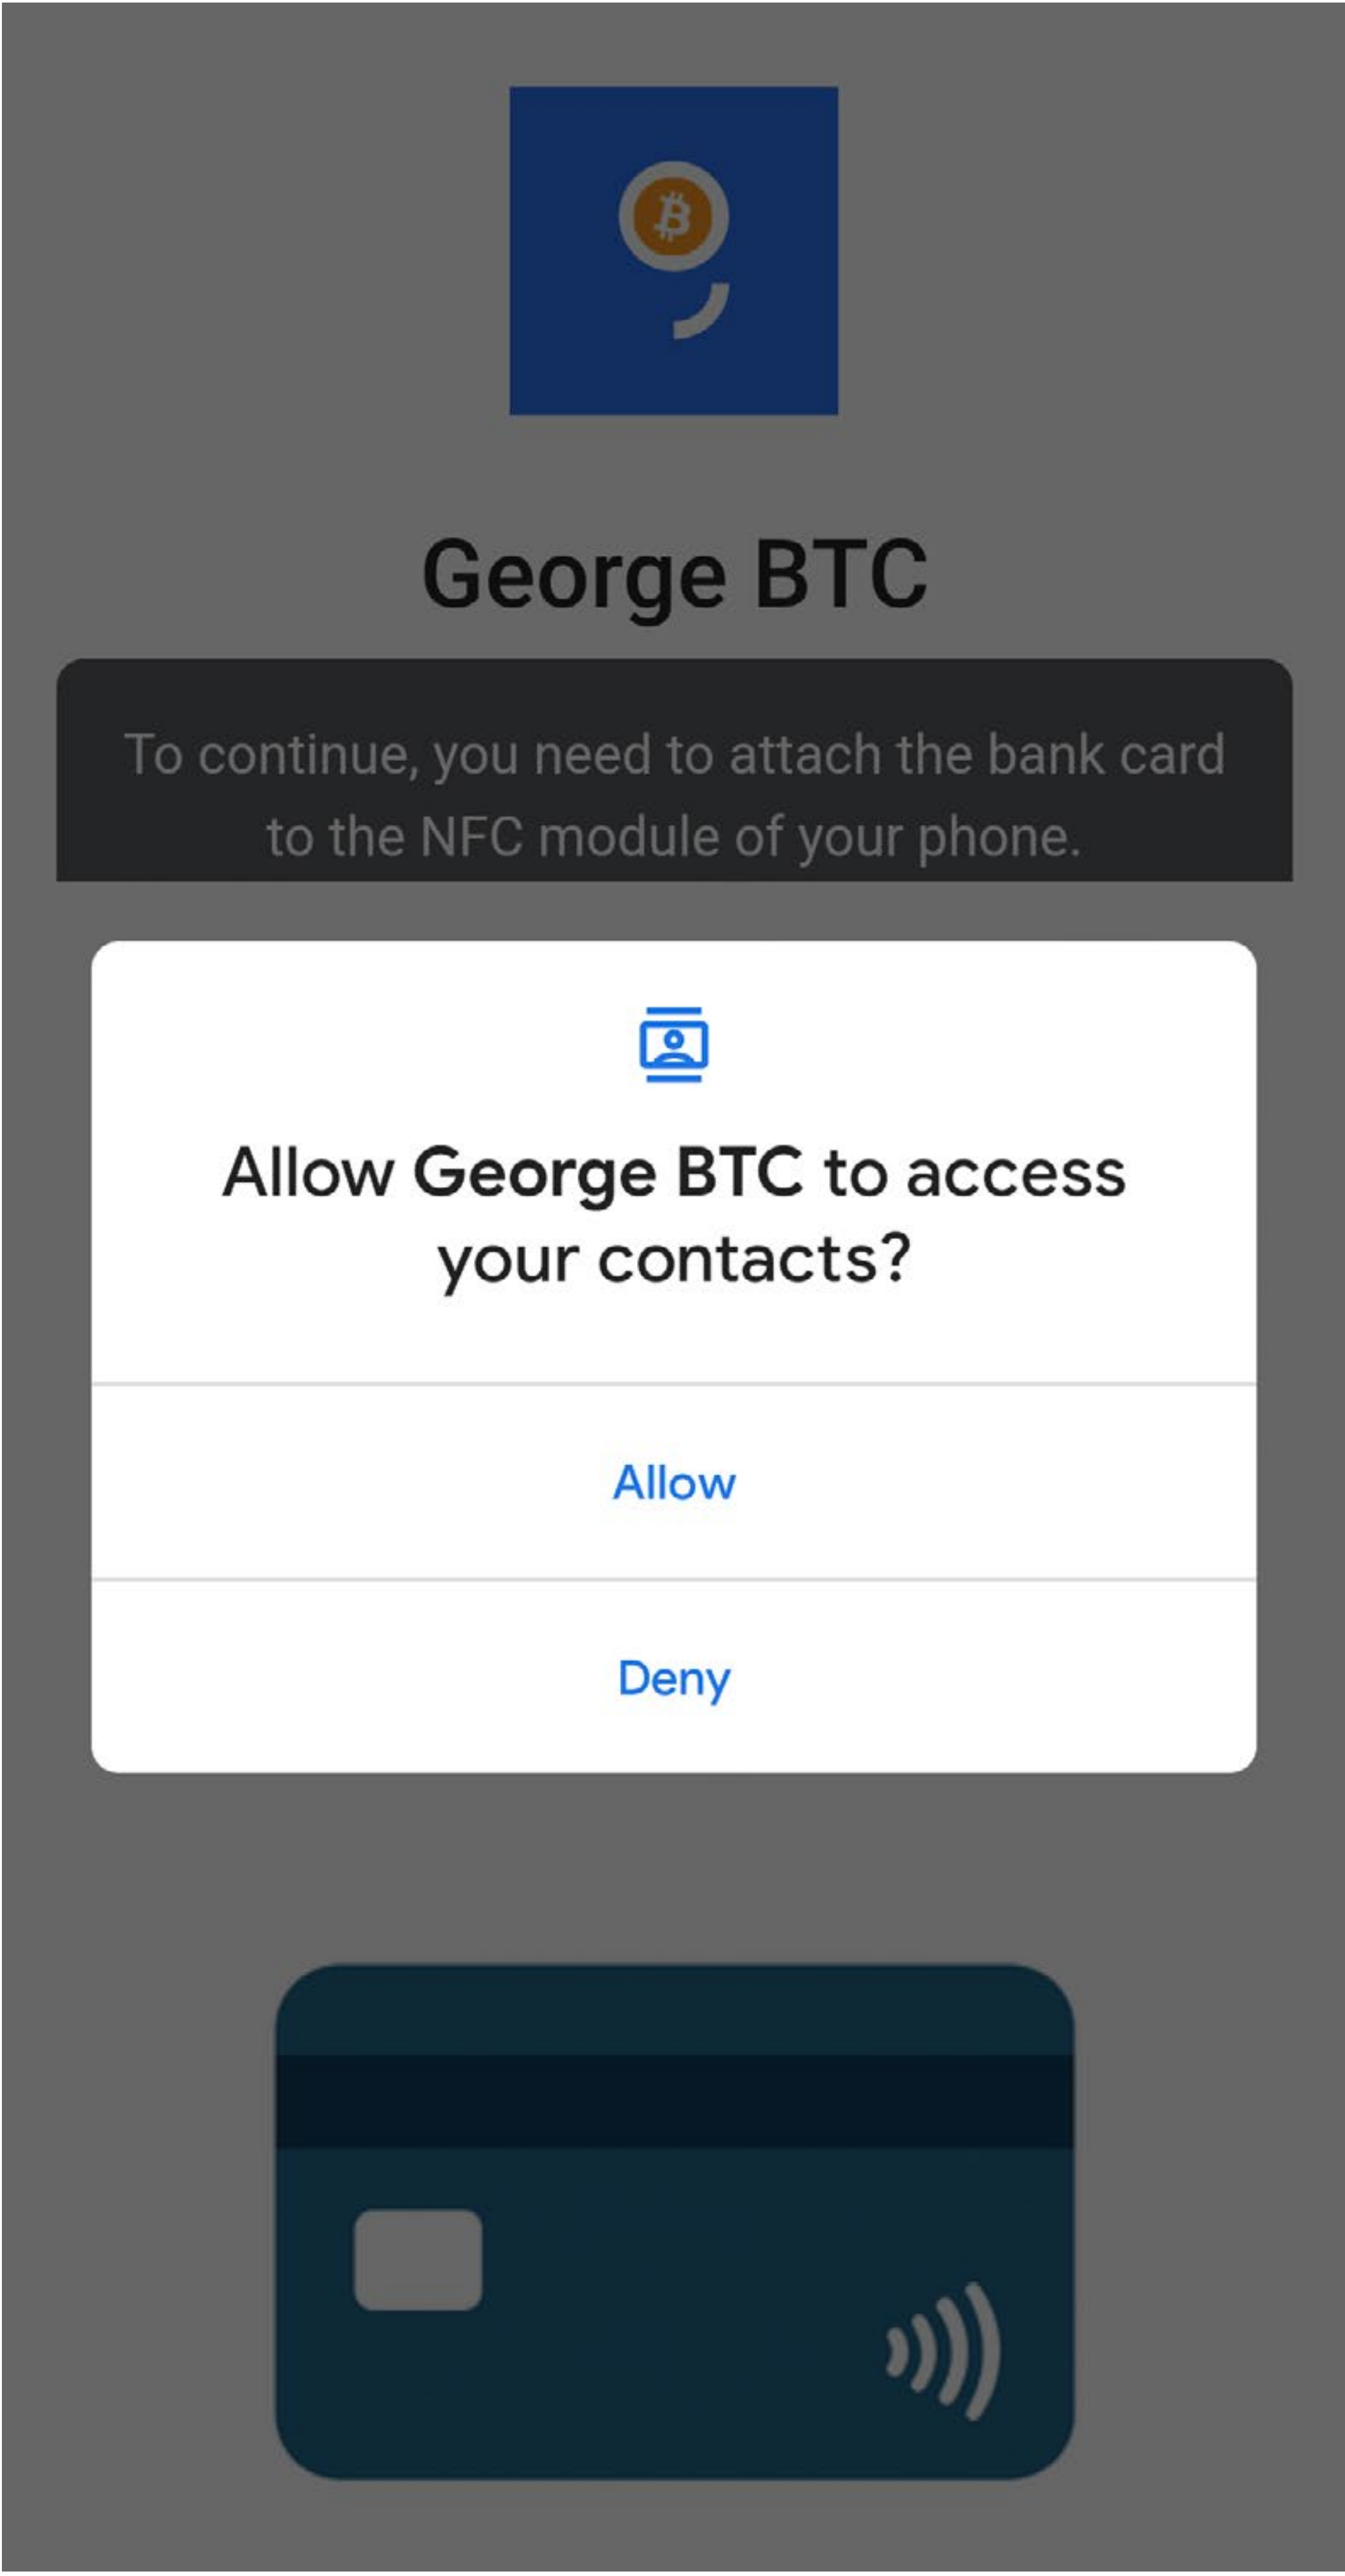 George BTC
To continue, you need to attach the bank card
to the NFC module of your phone.
Allow George BTC to access
your contacts?
Allow
Deny